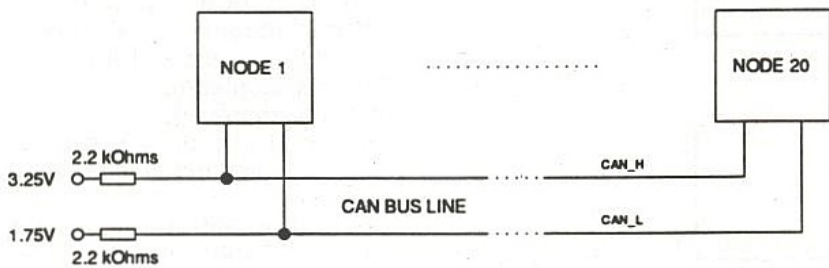 NODE 1
NODE 20
2.2 kOhms
3.25V
CAN_H
CAN BUS LINE
1.75V
CAN_L
2.2 kOhms